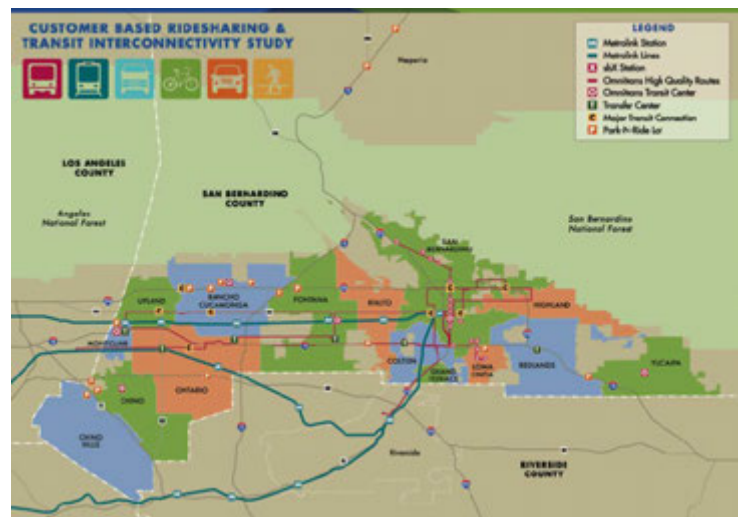 CUSTOMER BASED RIDESHARING &
TRANSIT INTERCONNECTIVITY STUDY
LEGEND
Metrolink Station
Metrolink Lines
sbX Station
Omnitrans High Quality Routes
Omnitrans Transit Center
Transfer Center
Major Transit Connection
Park-N-Ride Lot
Hesperia
LOS ANGELES
COUNTY
SAN BERNARDINO
COUNTY
Angeles
National Forest
San Bernardino
National Forest
SAN
BERNARDINO
UPLAND
RANCHO
CUCAMONGA
FONTANA
RIALTO
HIGHLAND
MONTCLAIR
COLTON
GRAND
TERRACE
LOMA
LINDA
REDLANDS
YUCAIPA
CHINO
ONTARIO
CHINO
HILLS
Riverside
RIVERSIDE
COUNTY